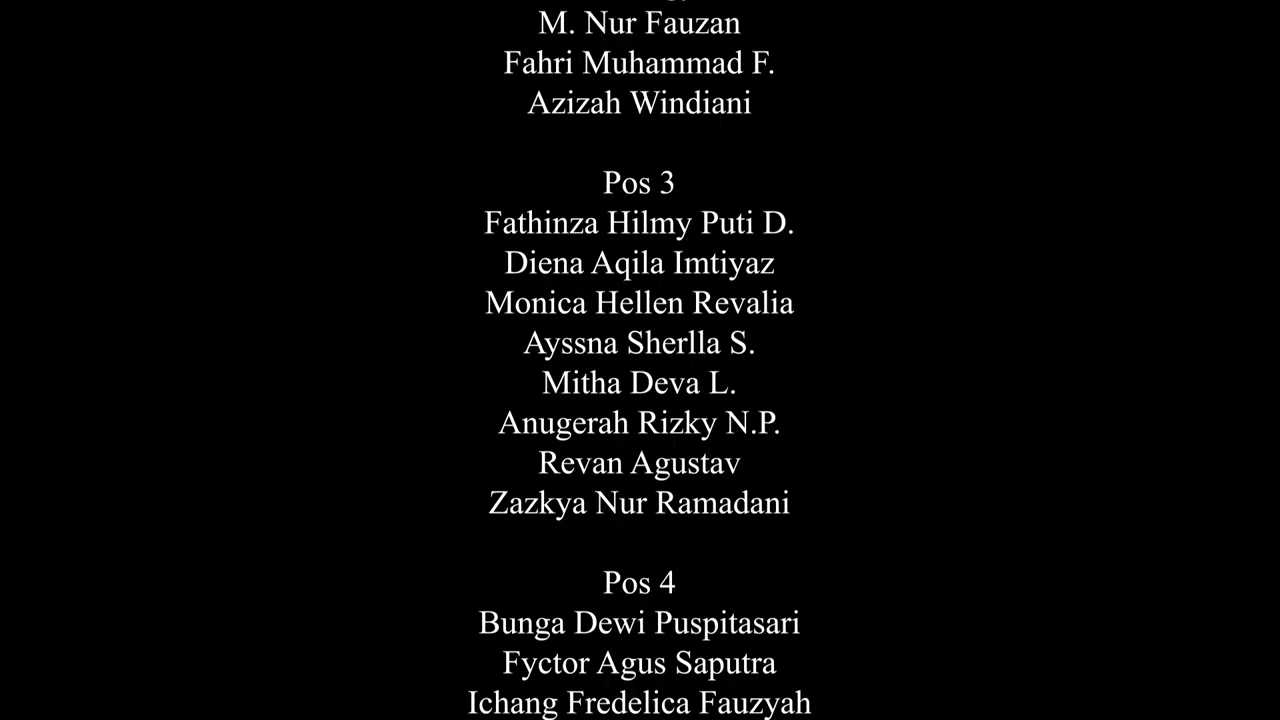 M. Nur Fauzan
Fahri Muhammad F.
Azizah Windiani
Pos 3
Fathinza Hilmy Puti D.
Diena Aqila Imtiyaz
Monica Hellen Revalia
Ayssna Sherlla S.
Mitha Deva L.
Anugerah Rizky N.P.
Revan Agustav
Zazkya Nur Ramadani
Pos 4
Bunga Dewi Puspitasari
Fyctor Agus Saputra
Ichang Fredelica Fauzyah